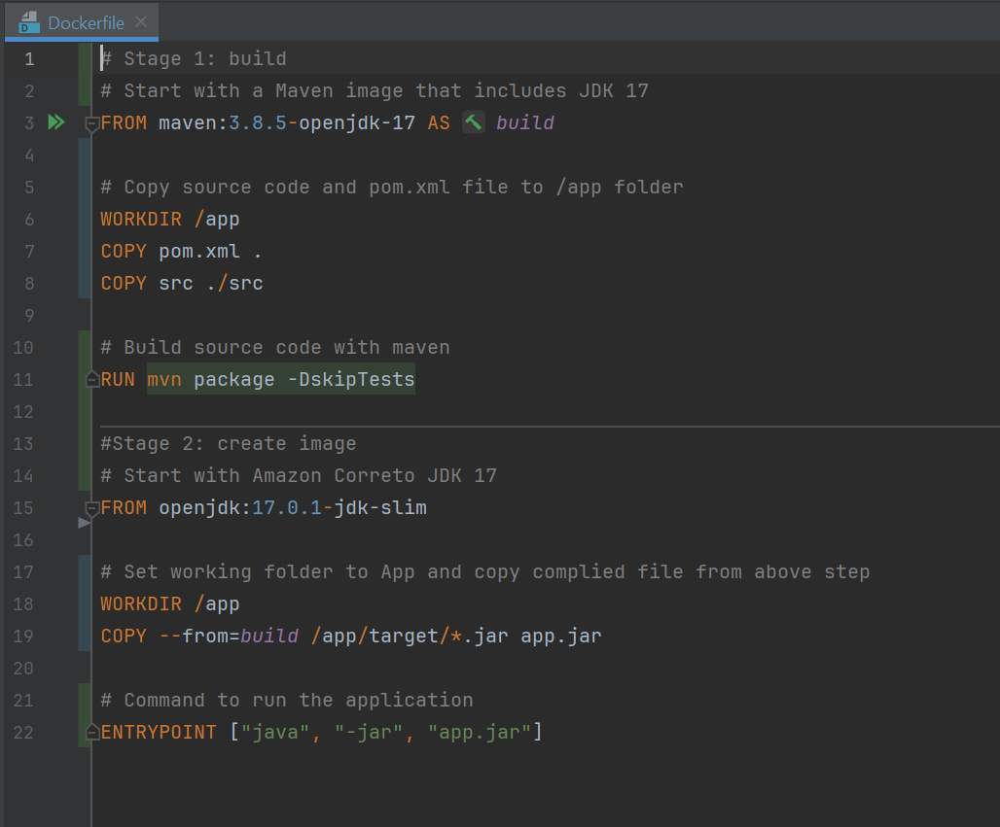 Dockerfile
1 # Stage 1: build
2 # Start with a Maven image that includes JDK 17
3 FROM maven:3.8.5-openjdk-17 AS build
4
5 # Copy source code and pom.xml file to /app folder
6 WORKDIR /app
7 COPY pom.xml .
8 COPY src ./src
9
10 # Build source code with maven
11 RUN mvn package -DskipTests
12
13 #Stage 2: create image
14 # Start with Amazon Correto JDK 17
15 FROM openjdk:17.0.1-jdk-slim
16
17 # Set working folder to App and copy complied file from above step
18 WORKDIR /app
19 COPY --from=build /app/target/*.jar app.jar
20
21 # Command to run the application
22 ENTRYPOINT ["java", "-jar", "app.jar"]